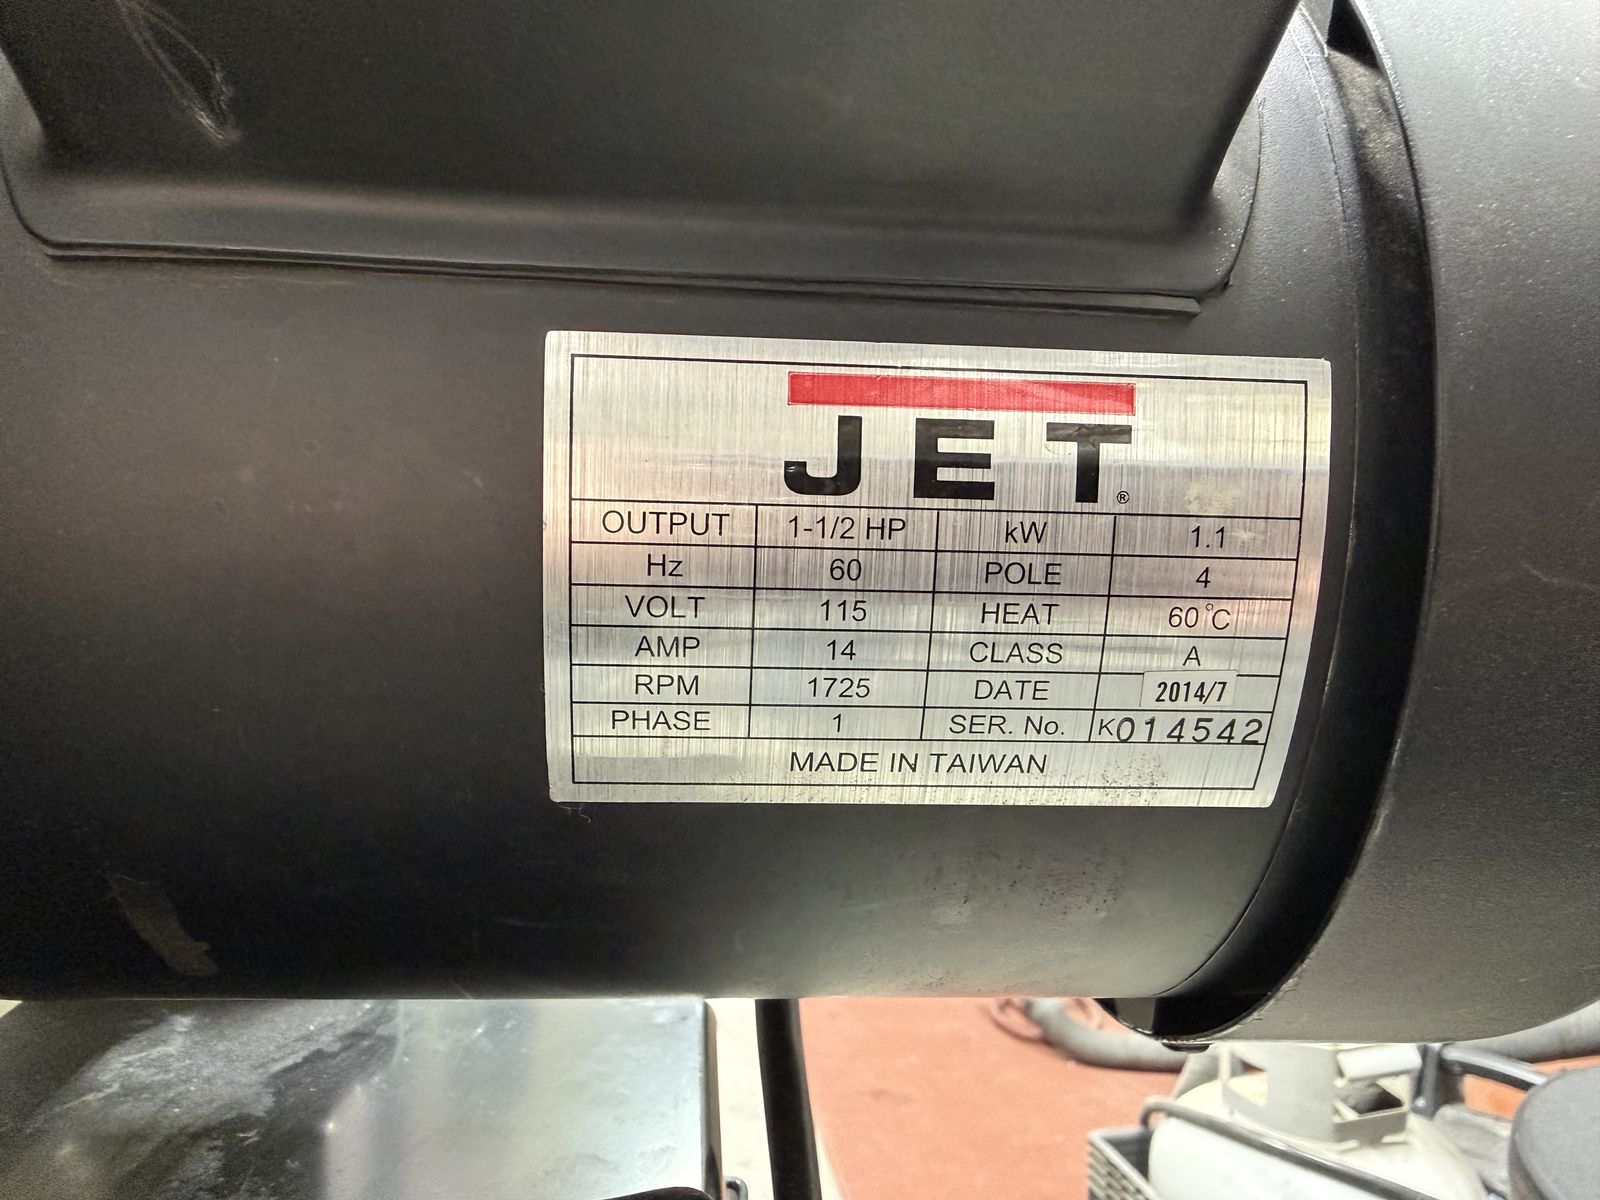 JET®
OUTPUT 1-1/2 HP kW 1.1
Hz 60 POLE 4
VOLT 115 HEAT 60°C
AMP 14 CLASS A
RPM 1725 DATE 2014/7
PHASE 1 SER. No. K014542
MADE IN TAIWAN